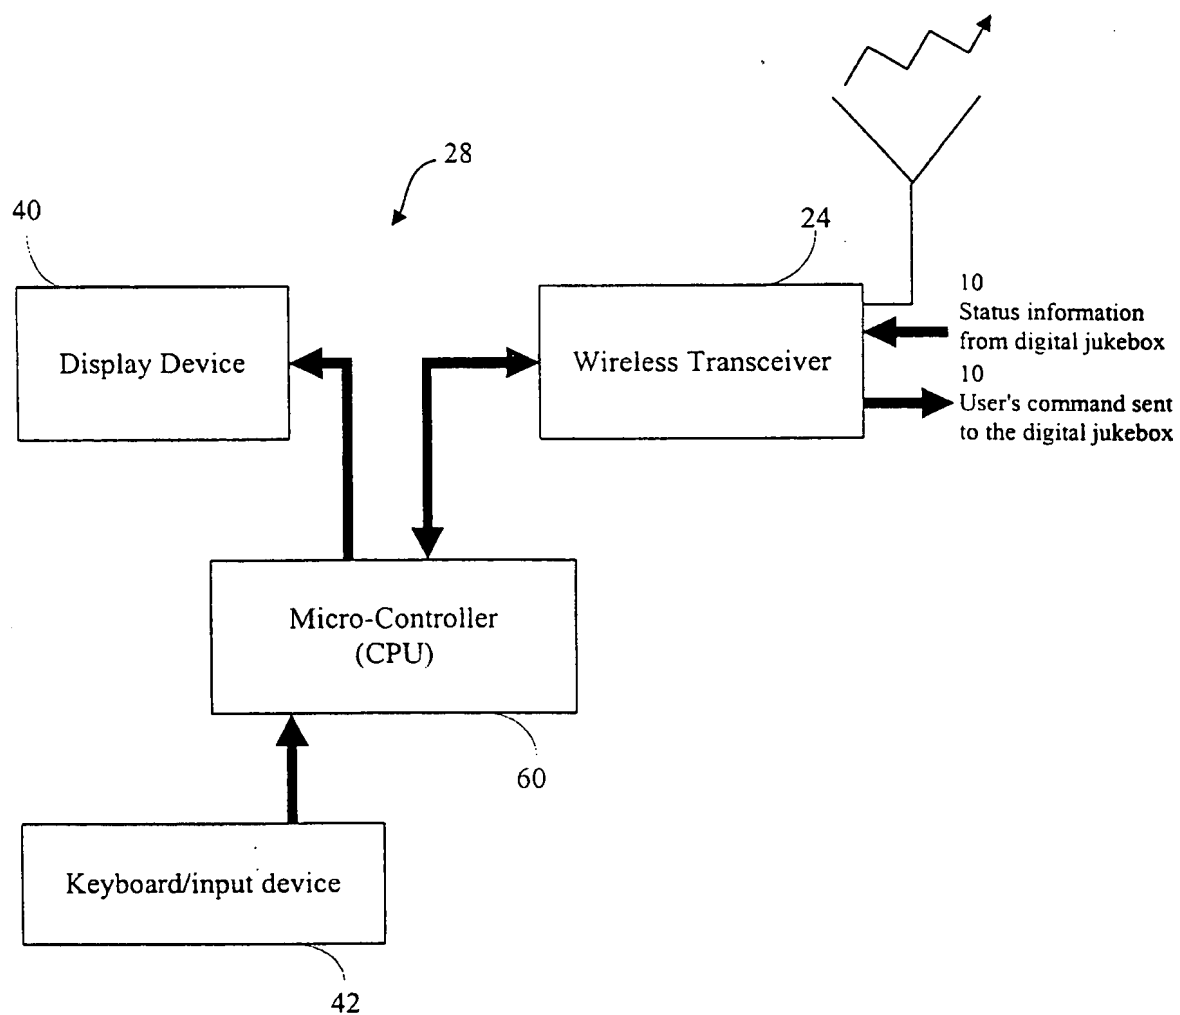 28
40
24
Display Device
Wireless Transceiver
10
Status information
from digital jukebox
10
User's command sent
to the digital jukebox
Micro-Controller
(CPU)
60
Keyboard/input device
42